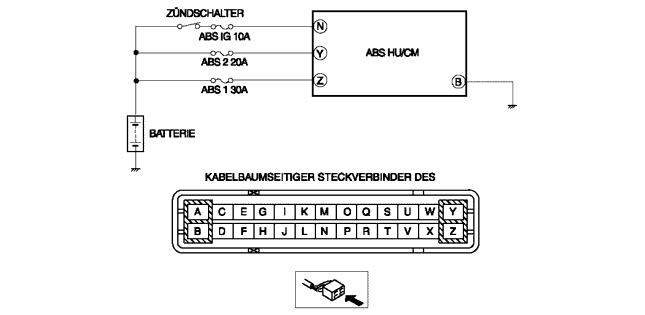 ZÜNDSCHALTER
ABS IG 10A
N
ABS 2 20A
Y
ABS HU/CM
ABS 1 30A
Z
B
BATTERIE
KABELBAUMSEITIGER STECKVERBINDER DES
A C E G I K M O Q S U W Y
B D F H J L N P R T V X Z